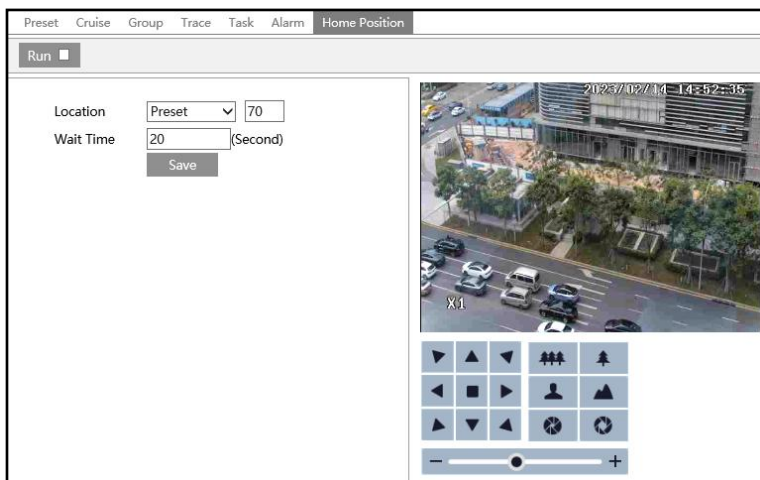 Preset Cruise Group Trace Task Alarm Home Position
Run
Location Preset 70
Wait Time 20 (Second)
Save
2023/02/14 14:52:35
X1